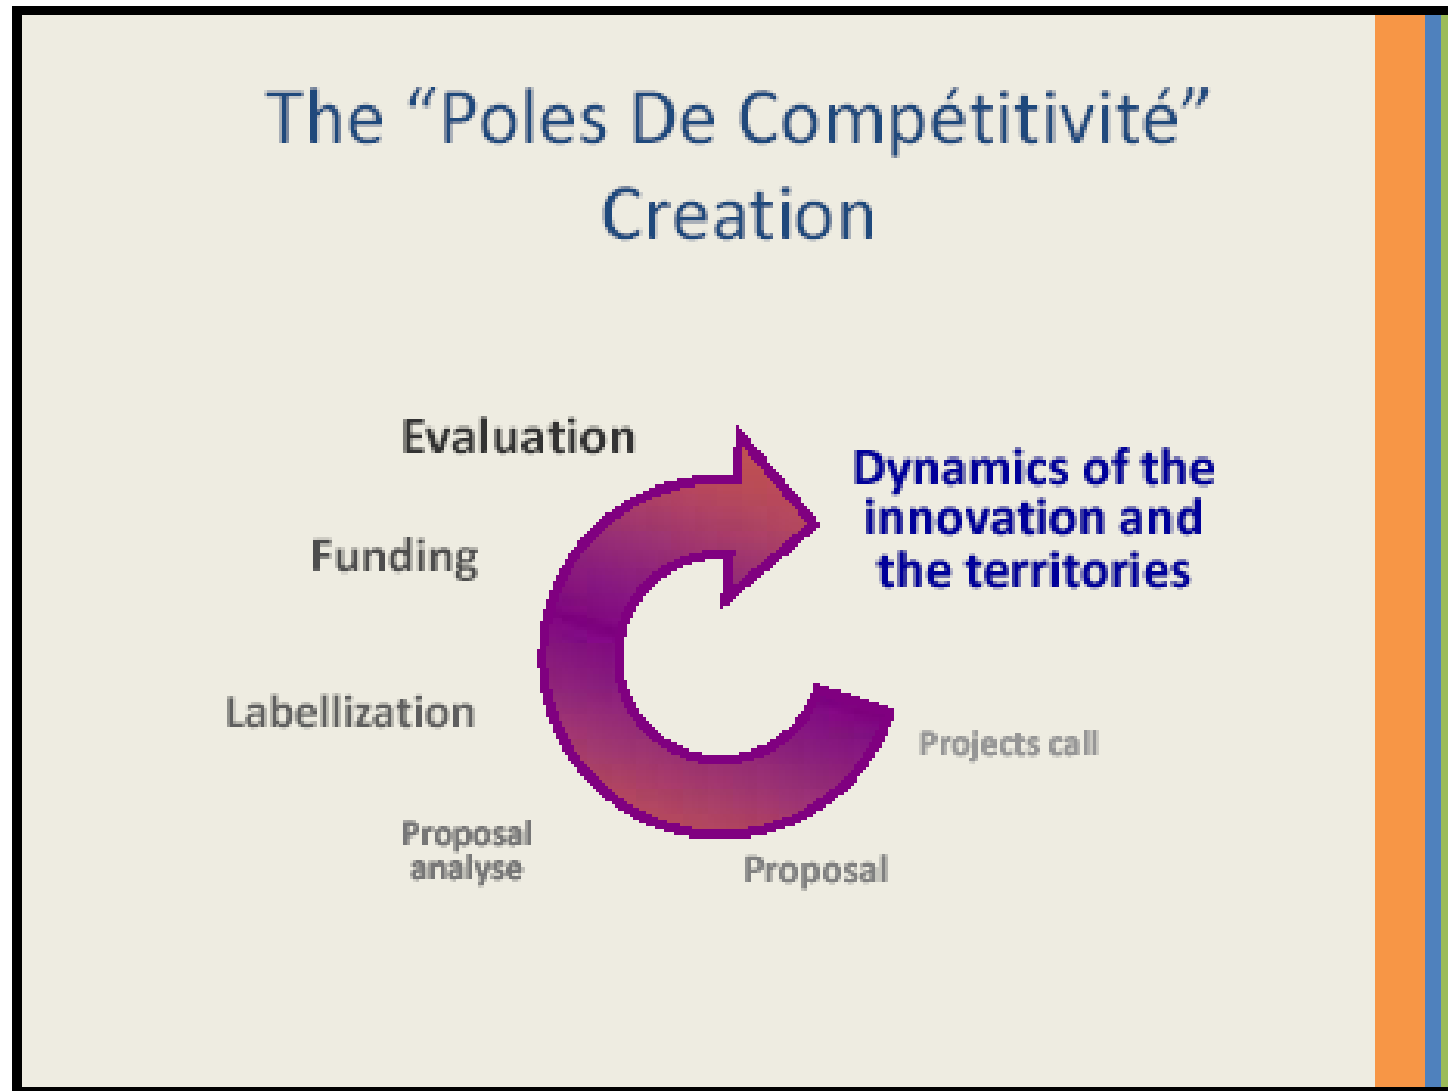 The “Poles De Compétitivité”
Creation
Evaluation
Dynamics of the
innovation and
the territories
Funding
Labellization
Projects call
Proposal
analyse
Proposal